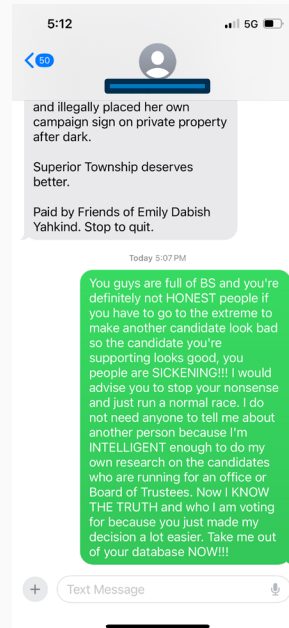 5:12
5G
50
and illegally placed her own
campaign sign on private property
after dark.
Superior Township deserves
better.
Paid by Friends of Emily Dabish
Yahkind. Stop to quit.
Today 5:07 PM
You guys are full of BS and you're
definitely not HONEST people if
you have to go to the extreme to
make another candidate look bad
so the candidate you're
supporting looks good, you
people are SICKENING!!! I would
advise you to stop your nonsense
and just run a normal race. I do
not need anyone to tell me about
another person because I'm
INTELLIGENT enough to do my
own research on the candidates
who are running for an office or
Board of Trustees. Now I KNOW
THE TRUTH and who I am voting
for because you just made my
decision a lot easier. Take me out
of your database NOW!!!
Text Message